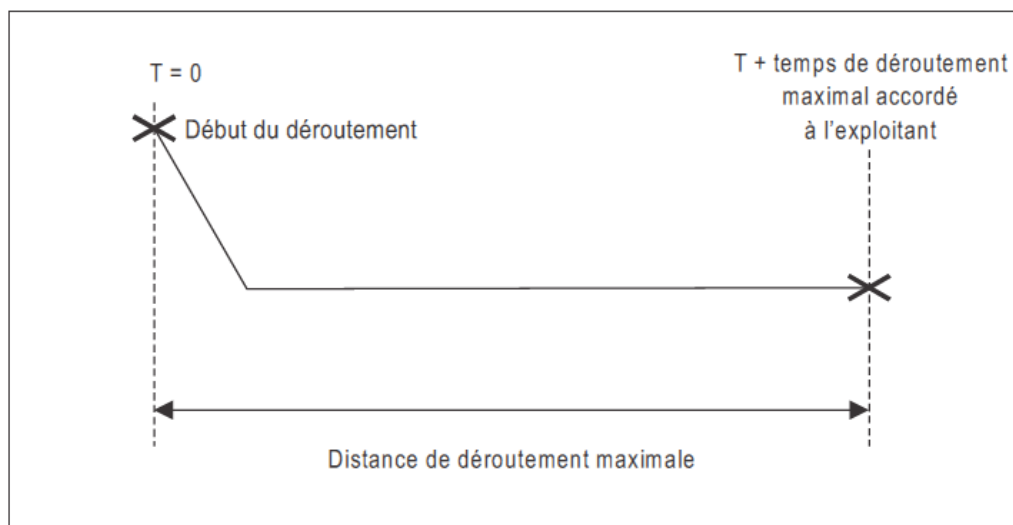 T = 0
Début du déroutement
T + temps de déroutement
maximal accordé
à l'exploitant
Distance de déroutement maximale